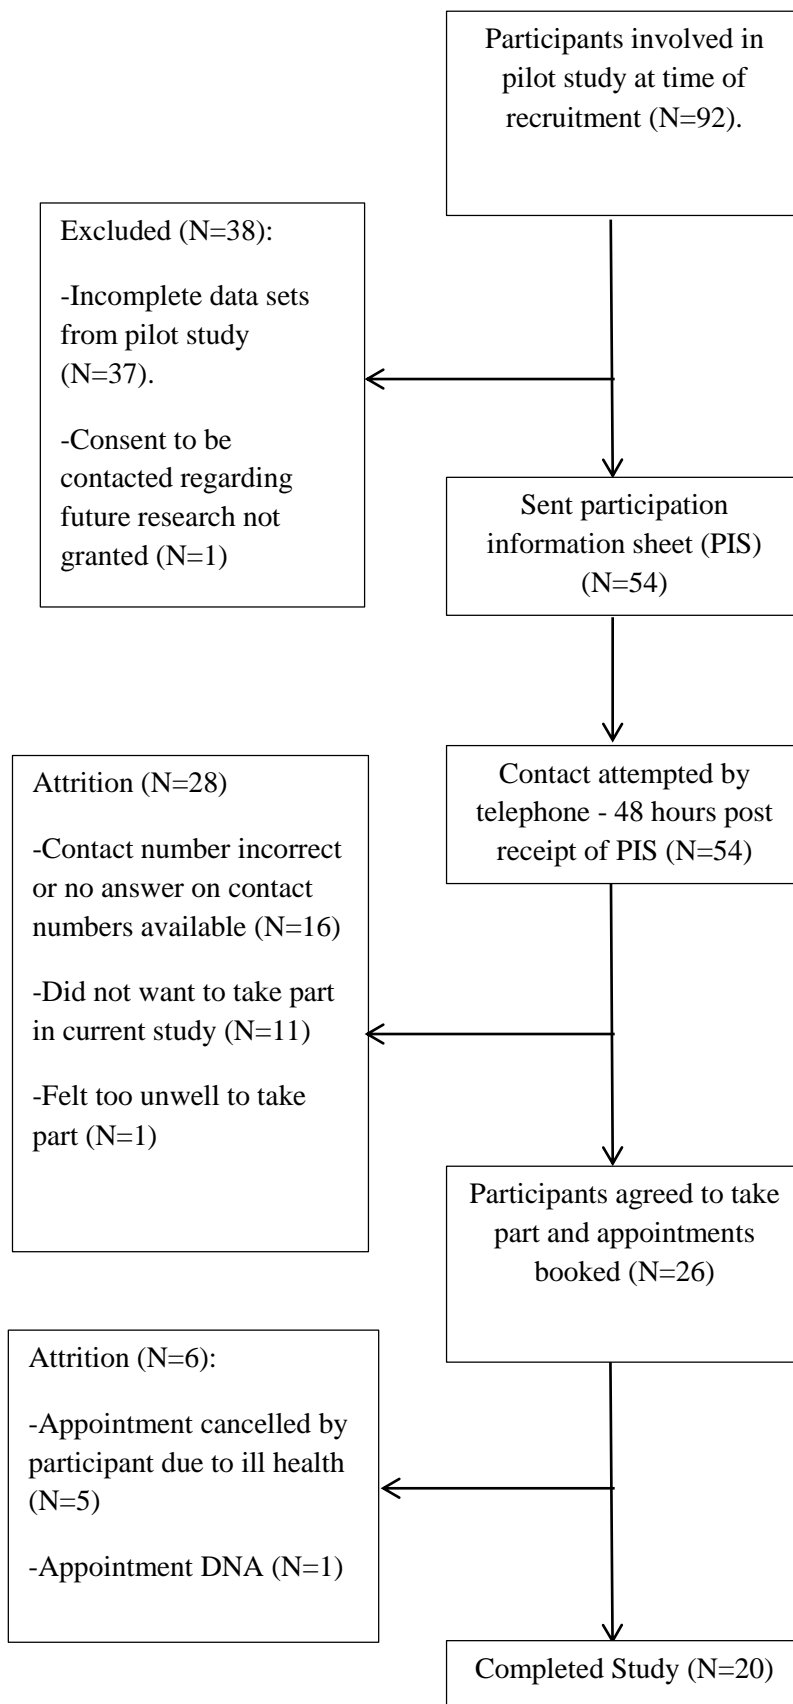 Participants involved in
pilot study at time of
recruitment (N=92).
Excluded (N=38):
-Incomplete data sets
from pilot study
(N=37).
-Consent to be
contacted regarding
future research not
granted (N=1)
Sent participation
information sheet (PIS)
(N=54)
Contact attempted by
telephone - 48 hours post
receipt of PIS (N=54)
Attrition (N=28)
-Contact number incorrect
or no answer on contact
numbers available (N=16)
-Did not want to take part
in current study (N=11)
-Felt too unwell to take
part (N=1)
Participants agreed to take
part and appointments
booked (N=26)
Attrition (N=6):
-Appointment cancelled by
participant due to ill health
(N=5)
-Appointment DNA (N=1)
Completed Study (N=20)